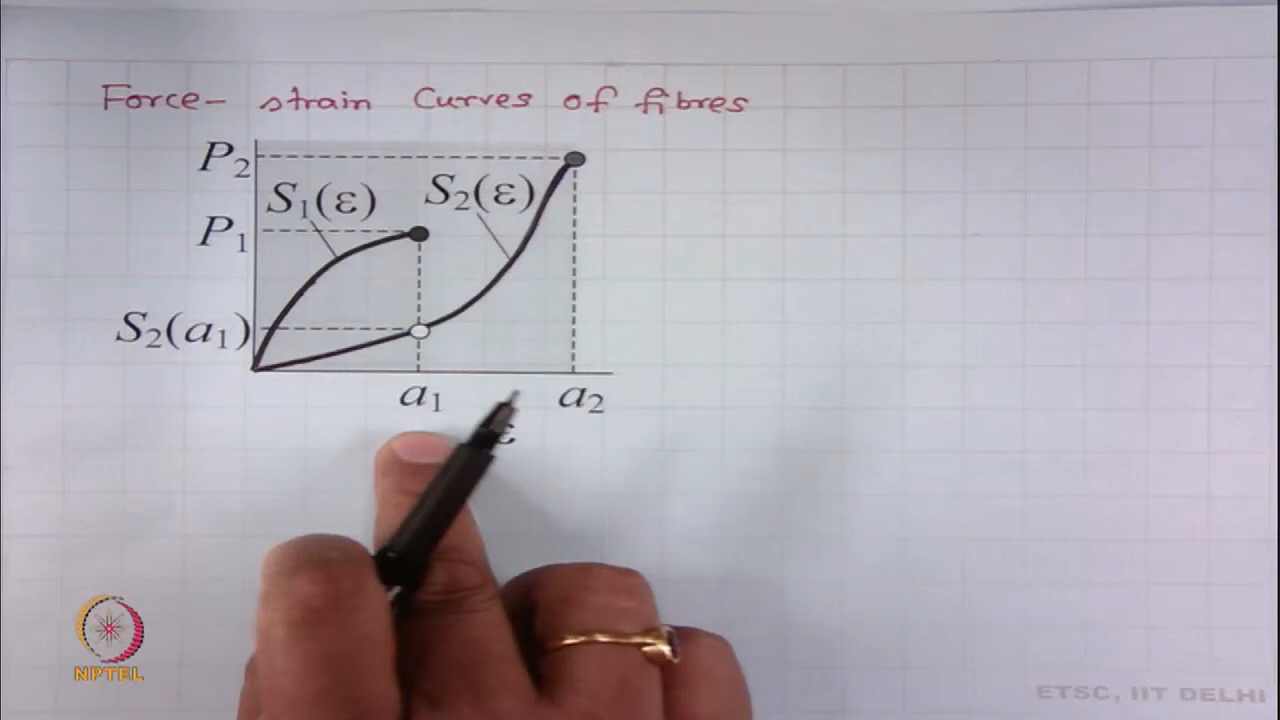 Force- strain Curves of fibres
P2
S1(ε) S2(ε)
P1
S2(a1)
a1 a2
ε
NPTEL
ETSC, IIT DELHI